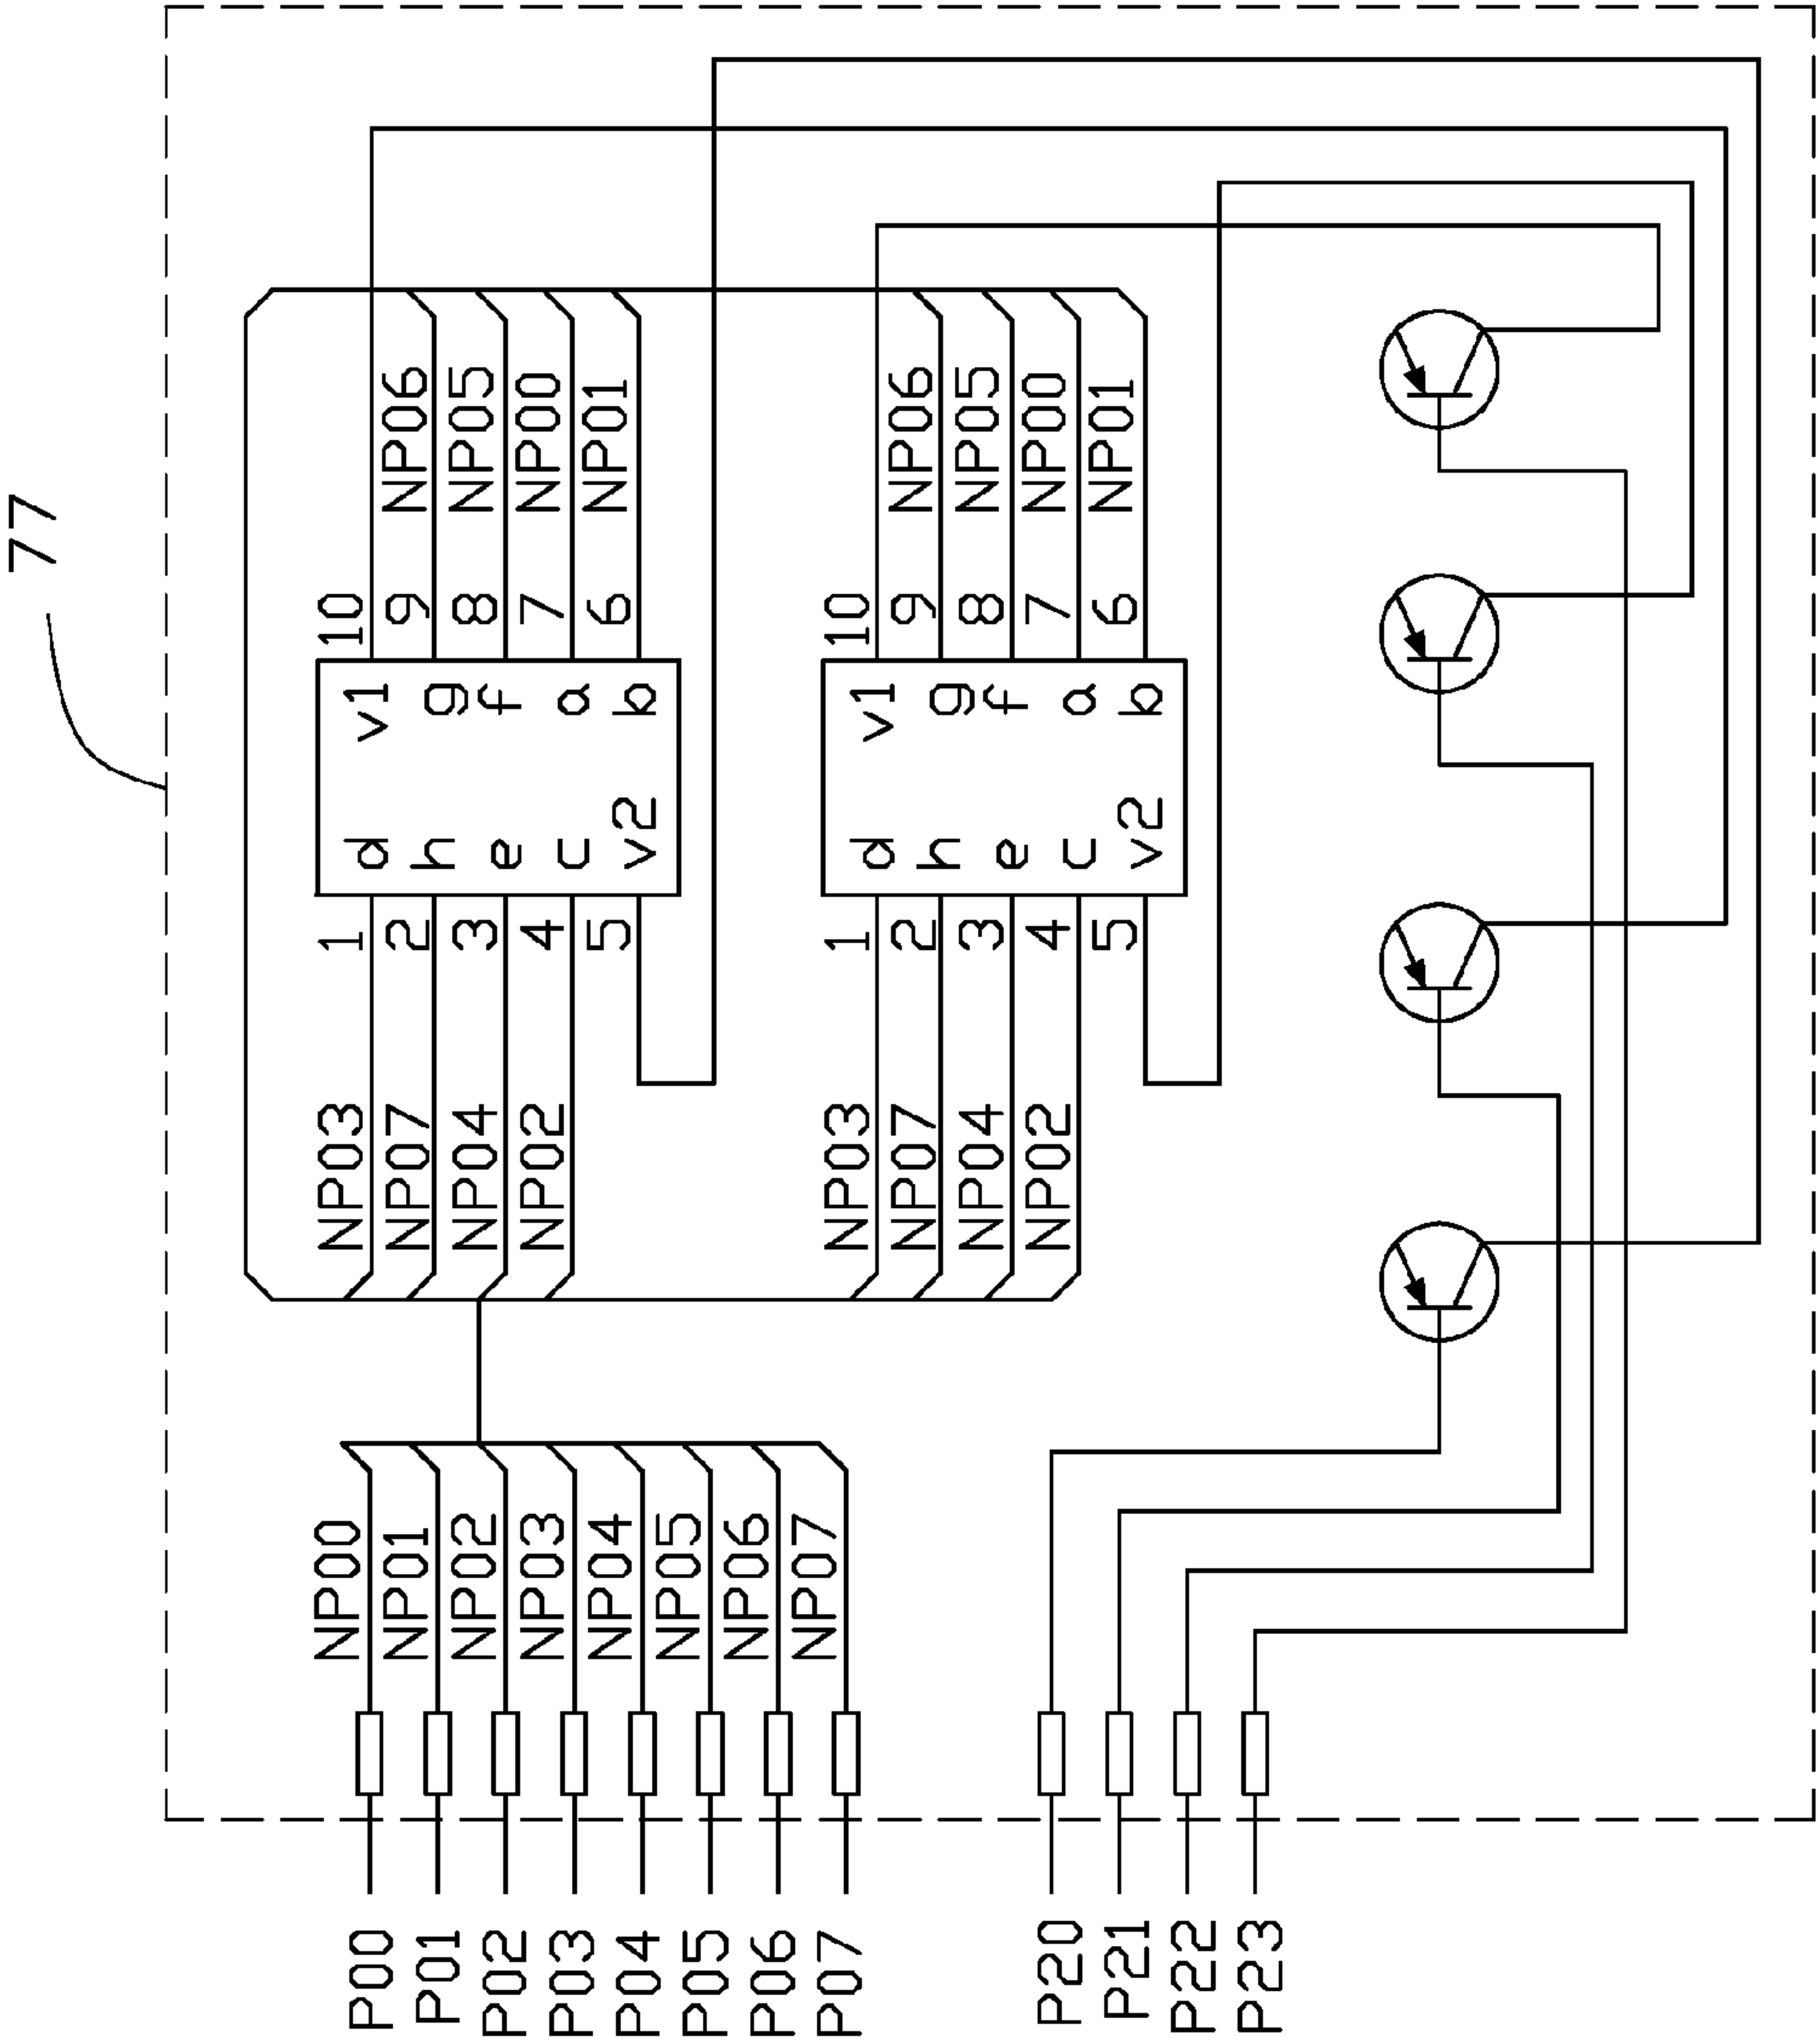 77
P00
P01
P02
P03
P04
P05
P06
P07
P20
P21
P22
P23
NP00
NP01
NP02
NP03
NP04
NP05
NP06
NP07
NP03 1 d v1 10
NP07 2 h g 9 NP06
NP04 3 e f 8 NP05
NP02 4 c a 7 NP00
5 v2 b 6 NP01
NP03 1 d v1 10
NP07 2 h g 9 NP06
NP04 3 e f 8 NP05
NP02 4 c a 7 NP00
5 v2 b 6 NP01